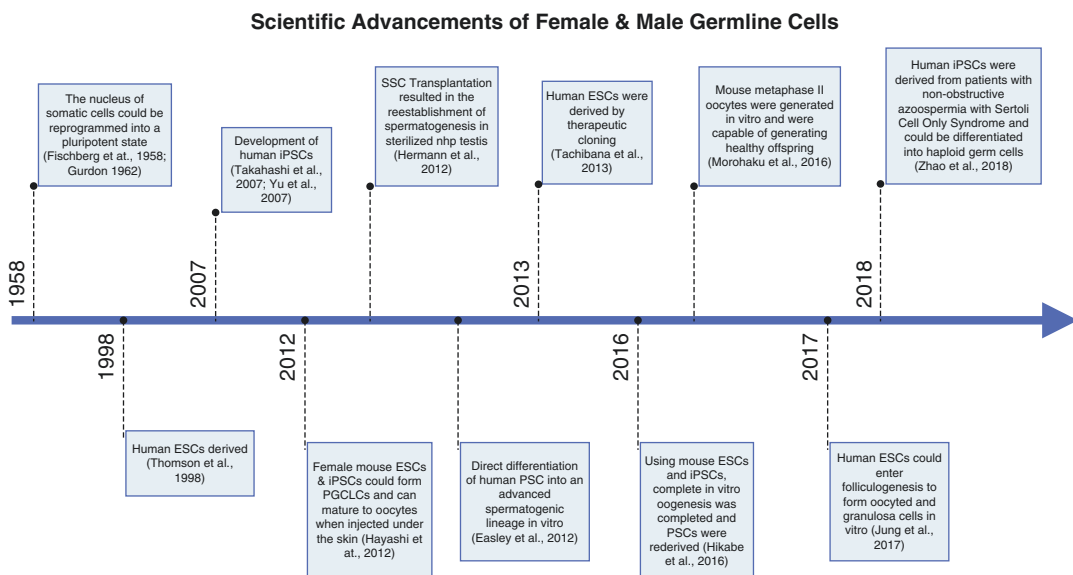 Scientific Advancements of Female & Male Germline Cells
The nucleus of
somatic cells could be
reprogrammed into a
pluripotent state
(Fischberg et at., 1958;
Gurdon 1962)
Development of
human iPSCs
(Takahashi et al.,
2007; Yu et al.,
2007)
SSC Transplantation
resulted in the
reestablishment of
spermatogenesis in
sterilized nhp testis
(Hermann et al.,
2012)
Human ESCs were
derived by
therapeutic
cloning
(Tachibana et al.,
2013)
Mouse metaphase II
oocytes were generated
in vitro and were
capable of generating
healthy offspring
(Morohaku et al., 2016)
Human iPSCs were
derived from patients with
non-obstructive
azoospermia with Sertoli
Cell Only Syndrome and
could be differentiated
into haploid germ cells
(Zhao et al., 2018)
1958
2007
2013
2018
1998
2012
2016
2017
Human ESCs derived
(Thomson et al.,
1998)
Female mouse ESCs
& iPSCs could form
PGCLCs and can
mature to oocytes
when injected under
the skin (Hayashi et
at., 2012)
Direct differentiation
of human PSC into an
advanced
spermatogenic
lineage in vitro
(Easley et al., 2012)
Using mouse ESCs
and iPSCs,
complete in vitro
oogenesis was
completed and
PSCs were
rederived (Hikabe
et al., 2016)
Human ESCs could
enter
folliculogenesis to
form oocyted and
granulosa cells in
vitro (Jung et al.,
2017)